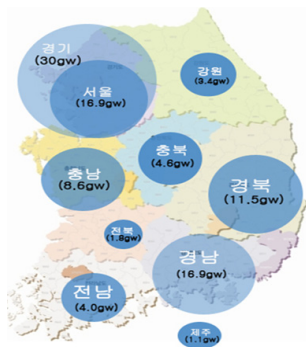 경기
(30gw)
강원
(3.4gw)
서울
(16.9gw)
충북
(4.6gw)
충남
(8.6gw)
경북
(11.5gw)
전북
(1.8gw)
경남
(16.9gw)
전남
(4.0gw)
제주
(1.1gw)